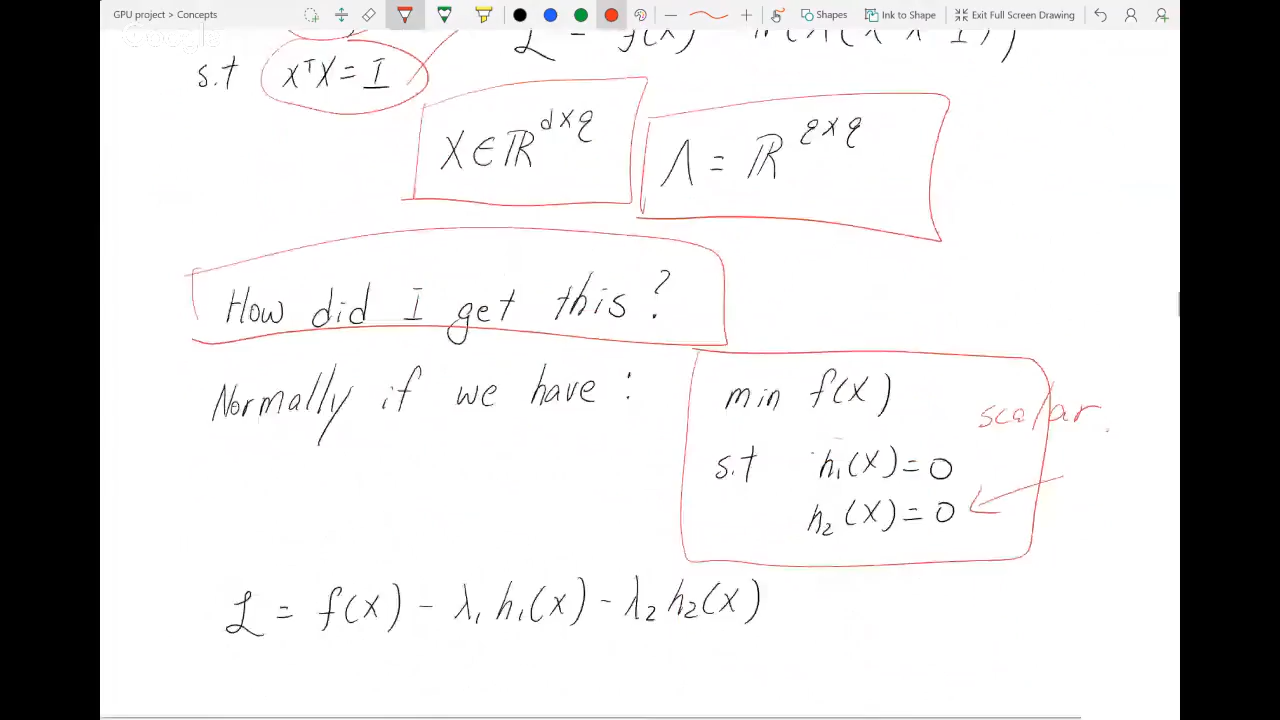 GPU project > Concepts
Shapes
Ink to Shape
Exit Full Screen Drawing
Google
s.t XᵀX = I
X ∈ ℝ^{d×q}
Λ = ℝ^{q×q}
How did I get this?
Normally if we have :
min f(X)
scalar.
s.t h₁(X) = 0
h₂(X) = 0
ℒ = f(X) - λ₁ h₁(X) - λ₂ h₂(X)